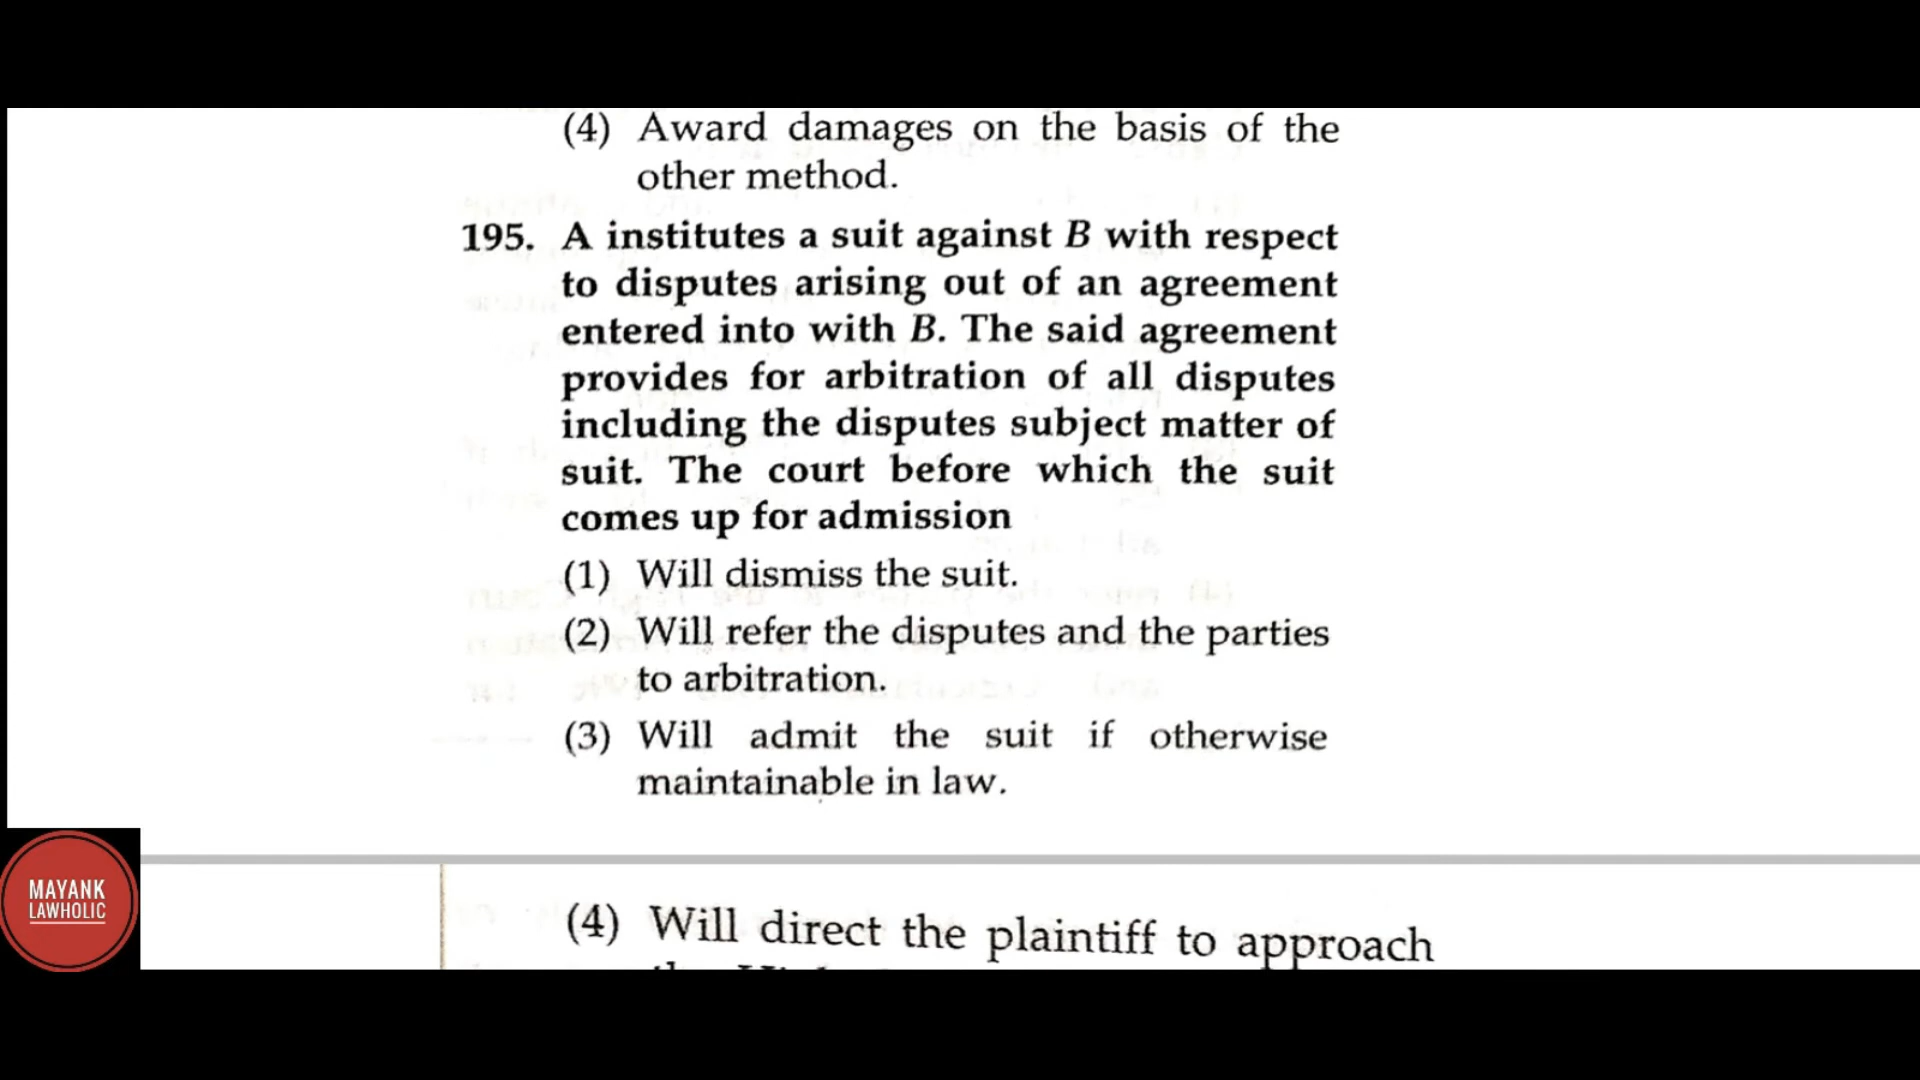 (4) Award damages on the basis of the
other method.
195. A institutes a suit against B with respect
to disputes arising out of an agreement
entered into with B. The said agreement
provides for arbitration of all disputes
including the disputes subject matter of
suit. The court before which the suit
comes up for admission
(1) Will dismiss the suit.
(2) Will refer the disputes and the parties
to arbitration.
(3) Will admit the suit if otherwise
maintainable in law.
MAYANK
LAWHOLIC
(4) Will direct the plaintiff to approach